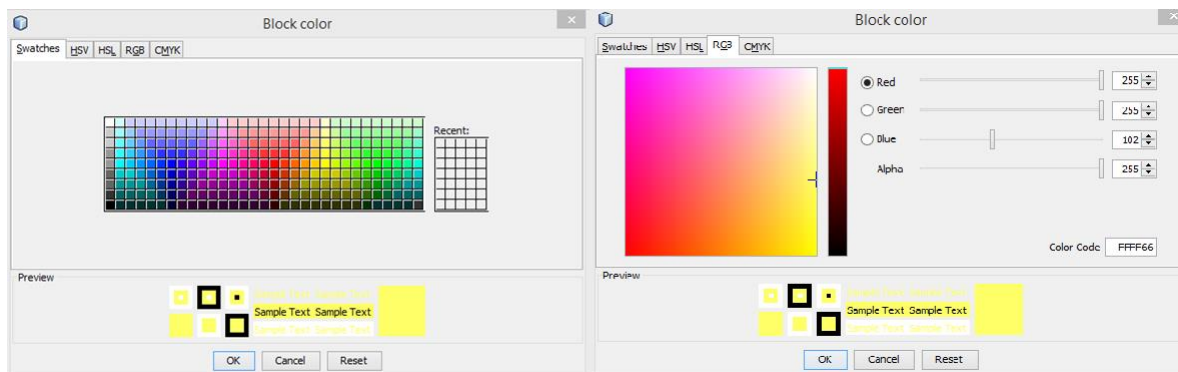 Block color
Swatches HSV HSL RGB CMYK
Recent:
Preview
Sample Text Sample Text
Sample Text Sample Text
Sample Text Sample Text
OK Cancel Reset
Block color
Swatches HSV HSL RGB CMYK
Red 255
Green 255
Blue 102
Alpha 255
Color Code FFFF66
Preview
Sample Text Sample Text
Sample Text Sample Text
Sample Text Sample Text
OK Cancel Reset